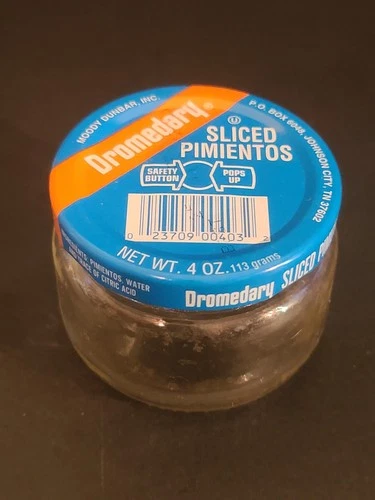 MOODY DUNBAR, INC.
P.O. BOX 6048, JOHNSON CITY, TN 37602
Dromedary®
U
SLICED
PIMIENTOS
SAFETY BUTTON POPS UP
0 23709 00403 2
NET WT. 4 OZ. 113 grams
PIMIENTOS, WATER
OF CITRIC ACID
Dromedary SLICED